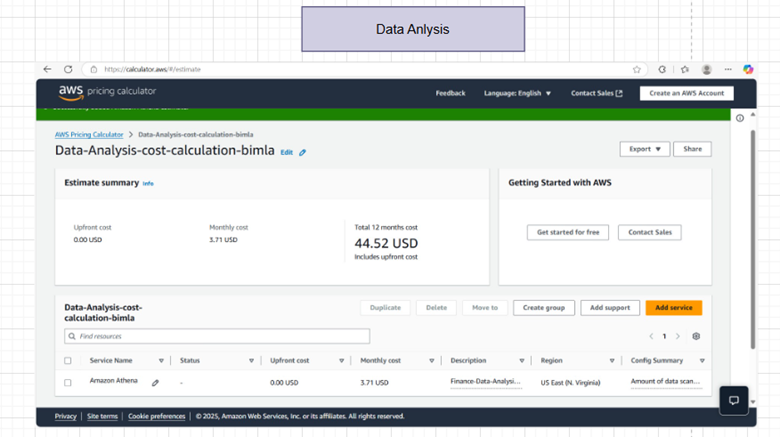 Data Anlysis
https://calculator.aws/#/estimate
aws pricing calculator
Feedback
Language: English
Contact Sales
Create an AWS Account
AWS Pricing Calculator > Data-Analysis-cost-calculation-bimla
Data-Analysis-cost-calculation-bimla Edit
Export
Share
Estimate summary Info
Upfront cost
0.00 USD
Monthly cost
3.71 USD
Total 12 months cost
44.52 USD
Includes upfront cost
Getting Started with AWS
Get started for free
Contact Sales
Data-Analysis-cost-
calculation-bimla
Duplicate
Delete
Move to
Create group
Add support
Add service
Find resources
1
Service Name Status Upfront cost Monthly cost Description Region Config Summary
Amazon Athena - 0.00 USD 3.71 USD Finance-Data-Analysi... US East (N. Virginia) Amount of data scan...
Privacy | Site terms | Cookie preferences | © 2025, Amazon Web Services, Inc. or its affiliates. All rights reserved.